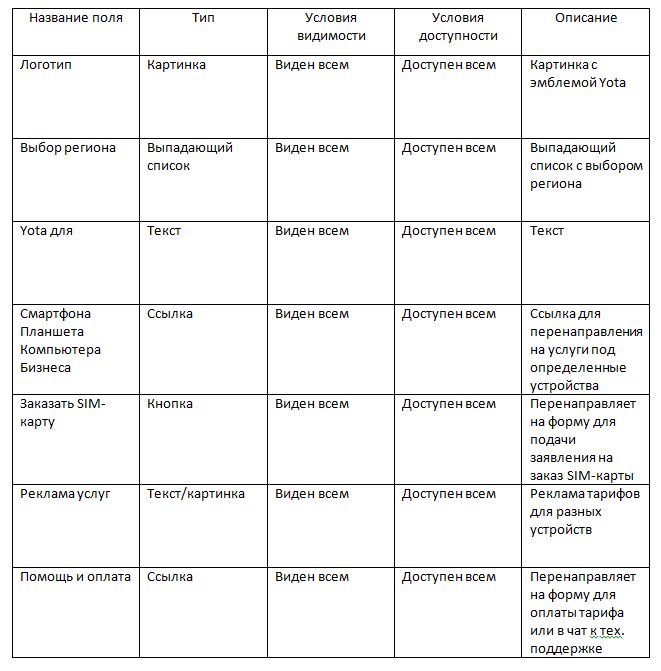 Название поля	Тип	Условия видимости	Условия доступности	Описание
Логотип	Картинка	Виден всем	Доступен всем	Картинка с
эмблемой Yota
Выбор региона	Выпадающий	Виден всем	Доступен всем	Выпадающий
список	список с выбором
региона
Yota для	Текст	Виден всем	Доступен всем	Текст
Смартфона	Ссылка	Виден всем	Доступен всем	Ссылка для
Планшета	перенаправления
Компьютера	на услуги под
Бизнеса	определенные
устройства
Заказать SIM-	Кнопка	Виден всем	Доступен всем	Перенаправляет
карту	на форму для
подачи
заявления на
заказ SIM-карты
Реклама услуг	Текст/картинка	Виден всем	Доступен всем	Реклама тарифов
для разных
устройств
Помощь и оплата	Ссылка	Виден всем	Доступен всем	Перенаправляет
на форму для
оплаты тарифа
или в чат к тех.
поддержке